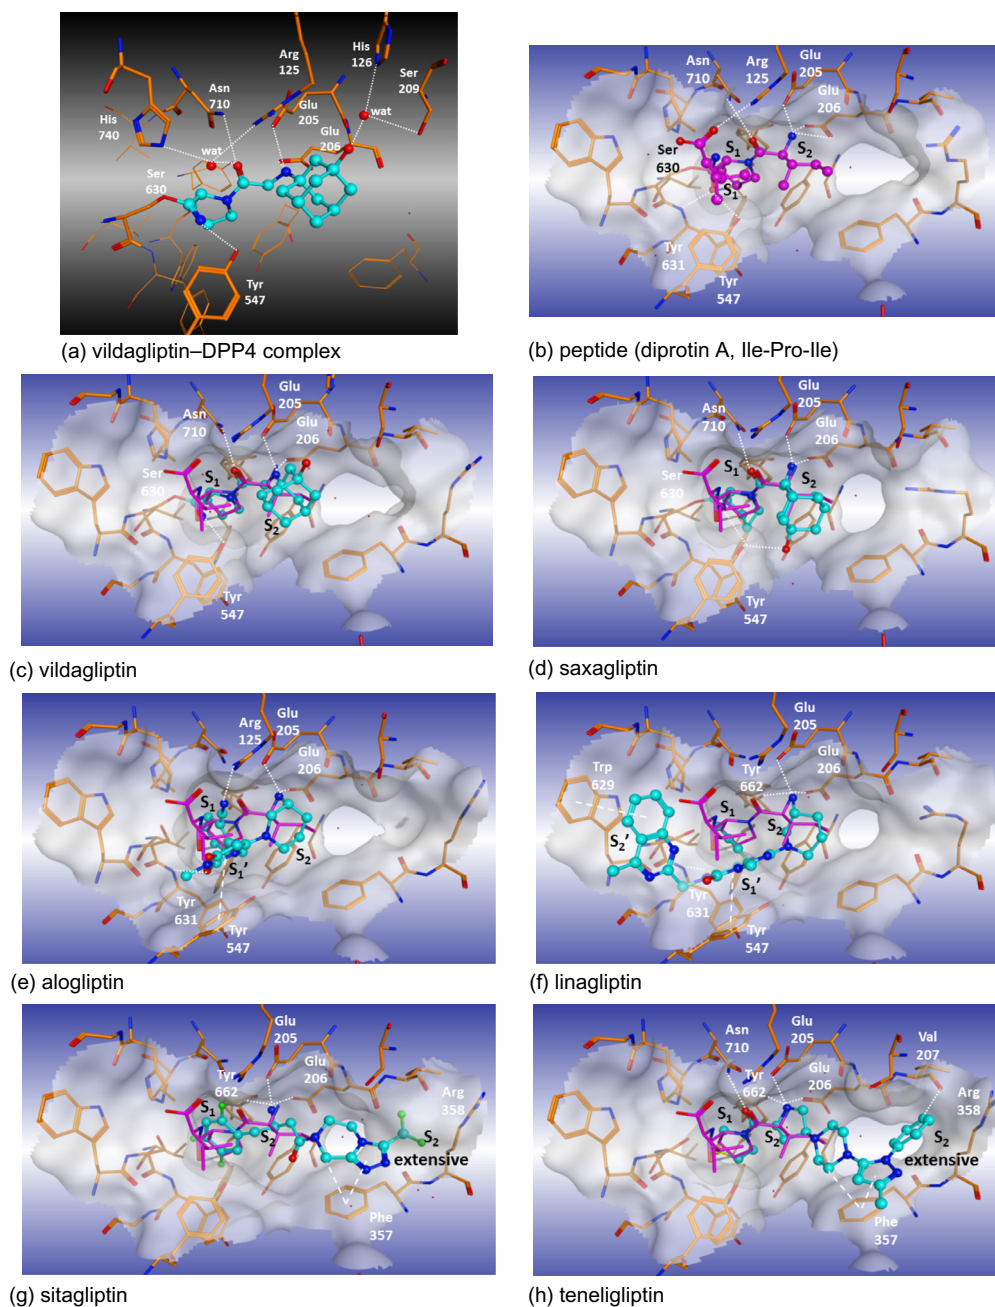 Arg
125
His
126
Ser
209
Asn
710
Glu
205
His
740
wat
Glu
206
wat
Ser
630
Tyr
547
(a) vildagliptin–DPP4 complex
Asn
710
Arg
125
Glu
205
Glu
206
S1
S2
Ser
630
S1
Tyr
631
Tyr
547
(b) peptide (diprotin A, Ile-Pro-Ile)
Glu
205
Asn
710
Glu
206
Ser
630
S1
S2
Tyr
547
(c) vildagliptin
Glu
205
Asn
710
Glu
206
Ser
630
S1
S2
Tyr
547
(d) saxagliptin
Glu
205
Arg
125
Glu
206
S1
S2
S1’
Tyr
631
Tyr
547
(e) alogliptin
Glu
205
Trp
629
Tyr
662
Glu
206
S1
S2
S2’
S1’
Tyr
631
Tyr
547
(f) linagliptin
Glu
205
Tyr
662
Glu
206
Arg
358
S1
S2
S2
extensive
Phe
357
(g) sitagliptin
Asn
710
Glu
205
Val
207
Tyr
662
Glu
206
Arg
358
S1
S2
S2
extensive
Phe
357
(h) teneligliptin